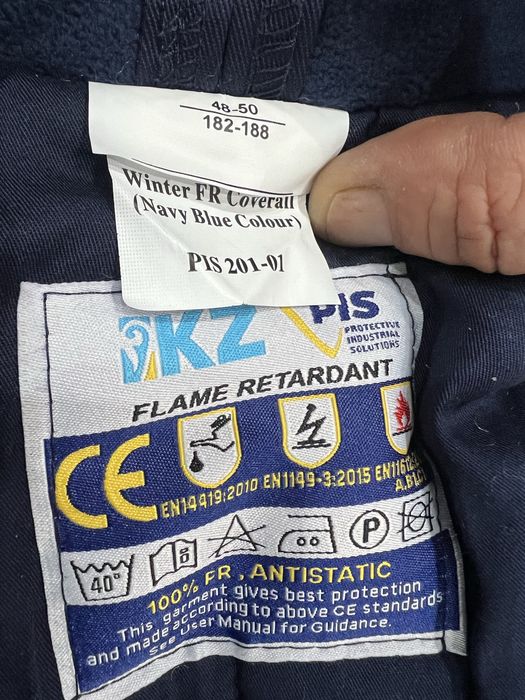 48-50
182-188
Winter FR Coverall
(Navy Blue Colour)
PIS 201-01
KZ PIS
PROTECTIVE
INDUSTRIAL
SOLUTIONS
FLAME RETARDANT
CE
EN14419:2010 EN1149-3:2015
40° P
100% FR, ANTISTATIC
This garment gives best protection
and made according to above CE standards
See User Manual for Guidance.